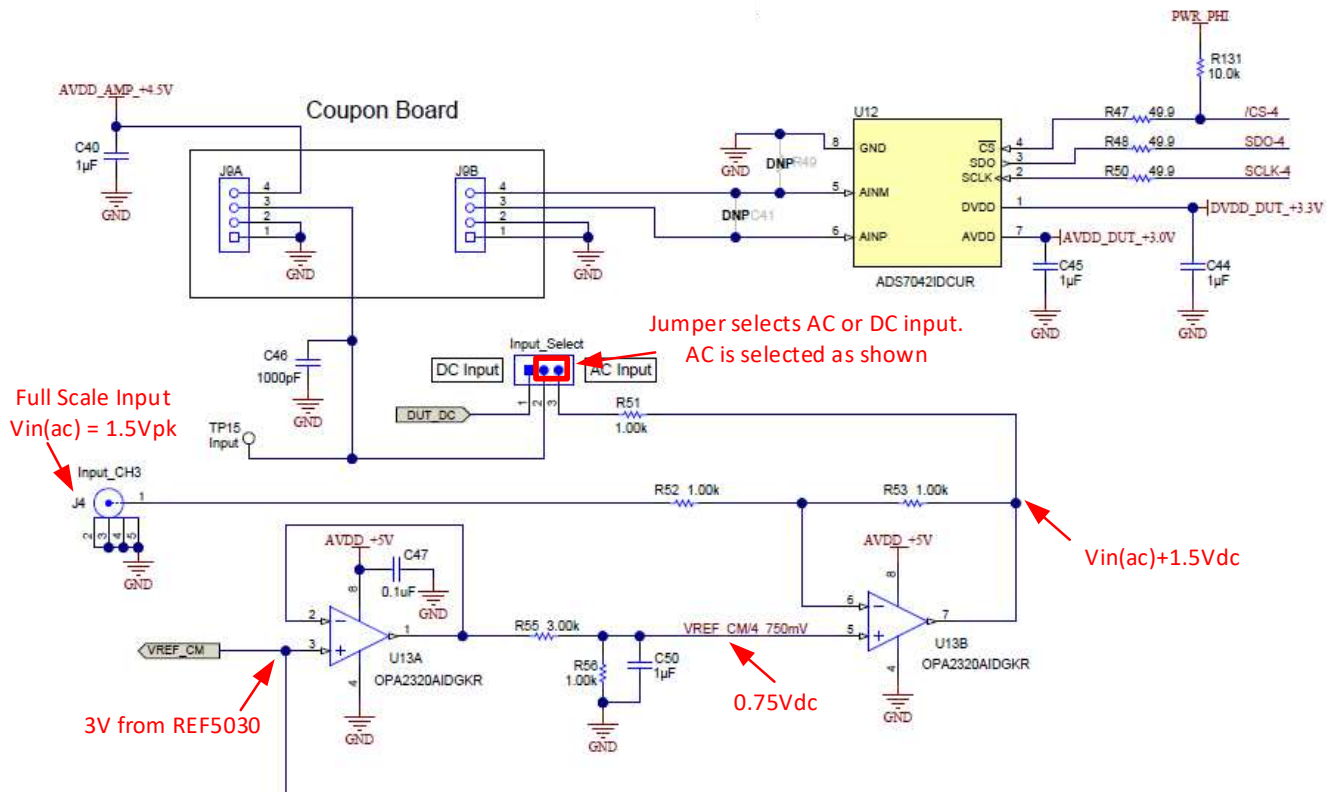 PWR_PHI
R131
10.0k
AVDD_AMP_+4.5V
Coupon Board
C40
1µF
GND
J9A
4
3
2
1
GND
J9B
4
3
2
1
GND
GND
DNP R49
DNP C41
U12
8 GND
5 AINM
6 AINP
CS 4
SDO 3
SCLK 2
DVDD 1
AVDD 7
ADS7042IDCUR
R47 49.9 /CS-4
R48 49.9 SDO-4
R50 49.9 SCLK-4
DVDD_DUT_+3.3V
AVDD_DUT_+3.0V
C45
1µF
GND
C44
1µF
GND
Jumper selects AC or DC input.
AC is selected as shown
Input_Select
DC Input
AC Input
1
2
3
DUT_DC
R51
1.00k
C46
1000pF
GND
TP15
Input
Full Scale Input
Vin(ac) = 1.5Vpk
Input_CH3
J4
1
2
3
4
5
GND
R52 1.00k
R53 1.00k
Vin(ac)+1.5Vdc
AVDD_+5V
C47
0.1uF
GND
8
2
3
1
4
U13A
OPA2320AIDGKR
GND
VREF_CM
3V from REF5030
R55 3.00k
R56
1.00k
C50
1µF
GND
VREF_CM/4_750mV
0.75Vdc
AVDD_+5V
8
6
5
7
4
U13B
OPA2320AIDGKR
GND